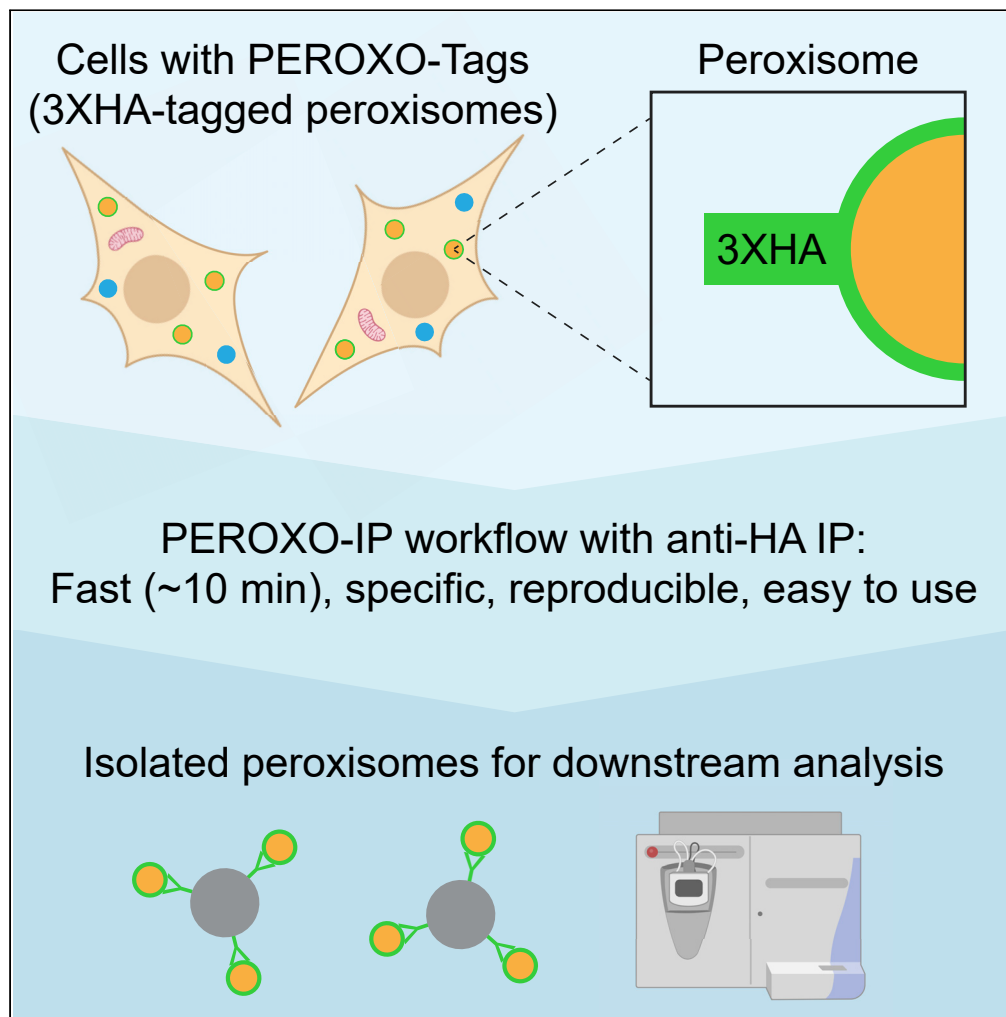 Cells with PEROXO-Tags
(3XHA-tagged peroxisomes)
Peroxisome
3XHA
PEROXO-IP workflow with anti-HA IP:
Fast (~10 min), specific, reproducible, easy to use
Isolated peroxisomes for downstream analysis